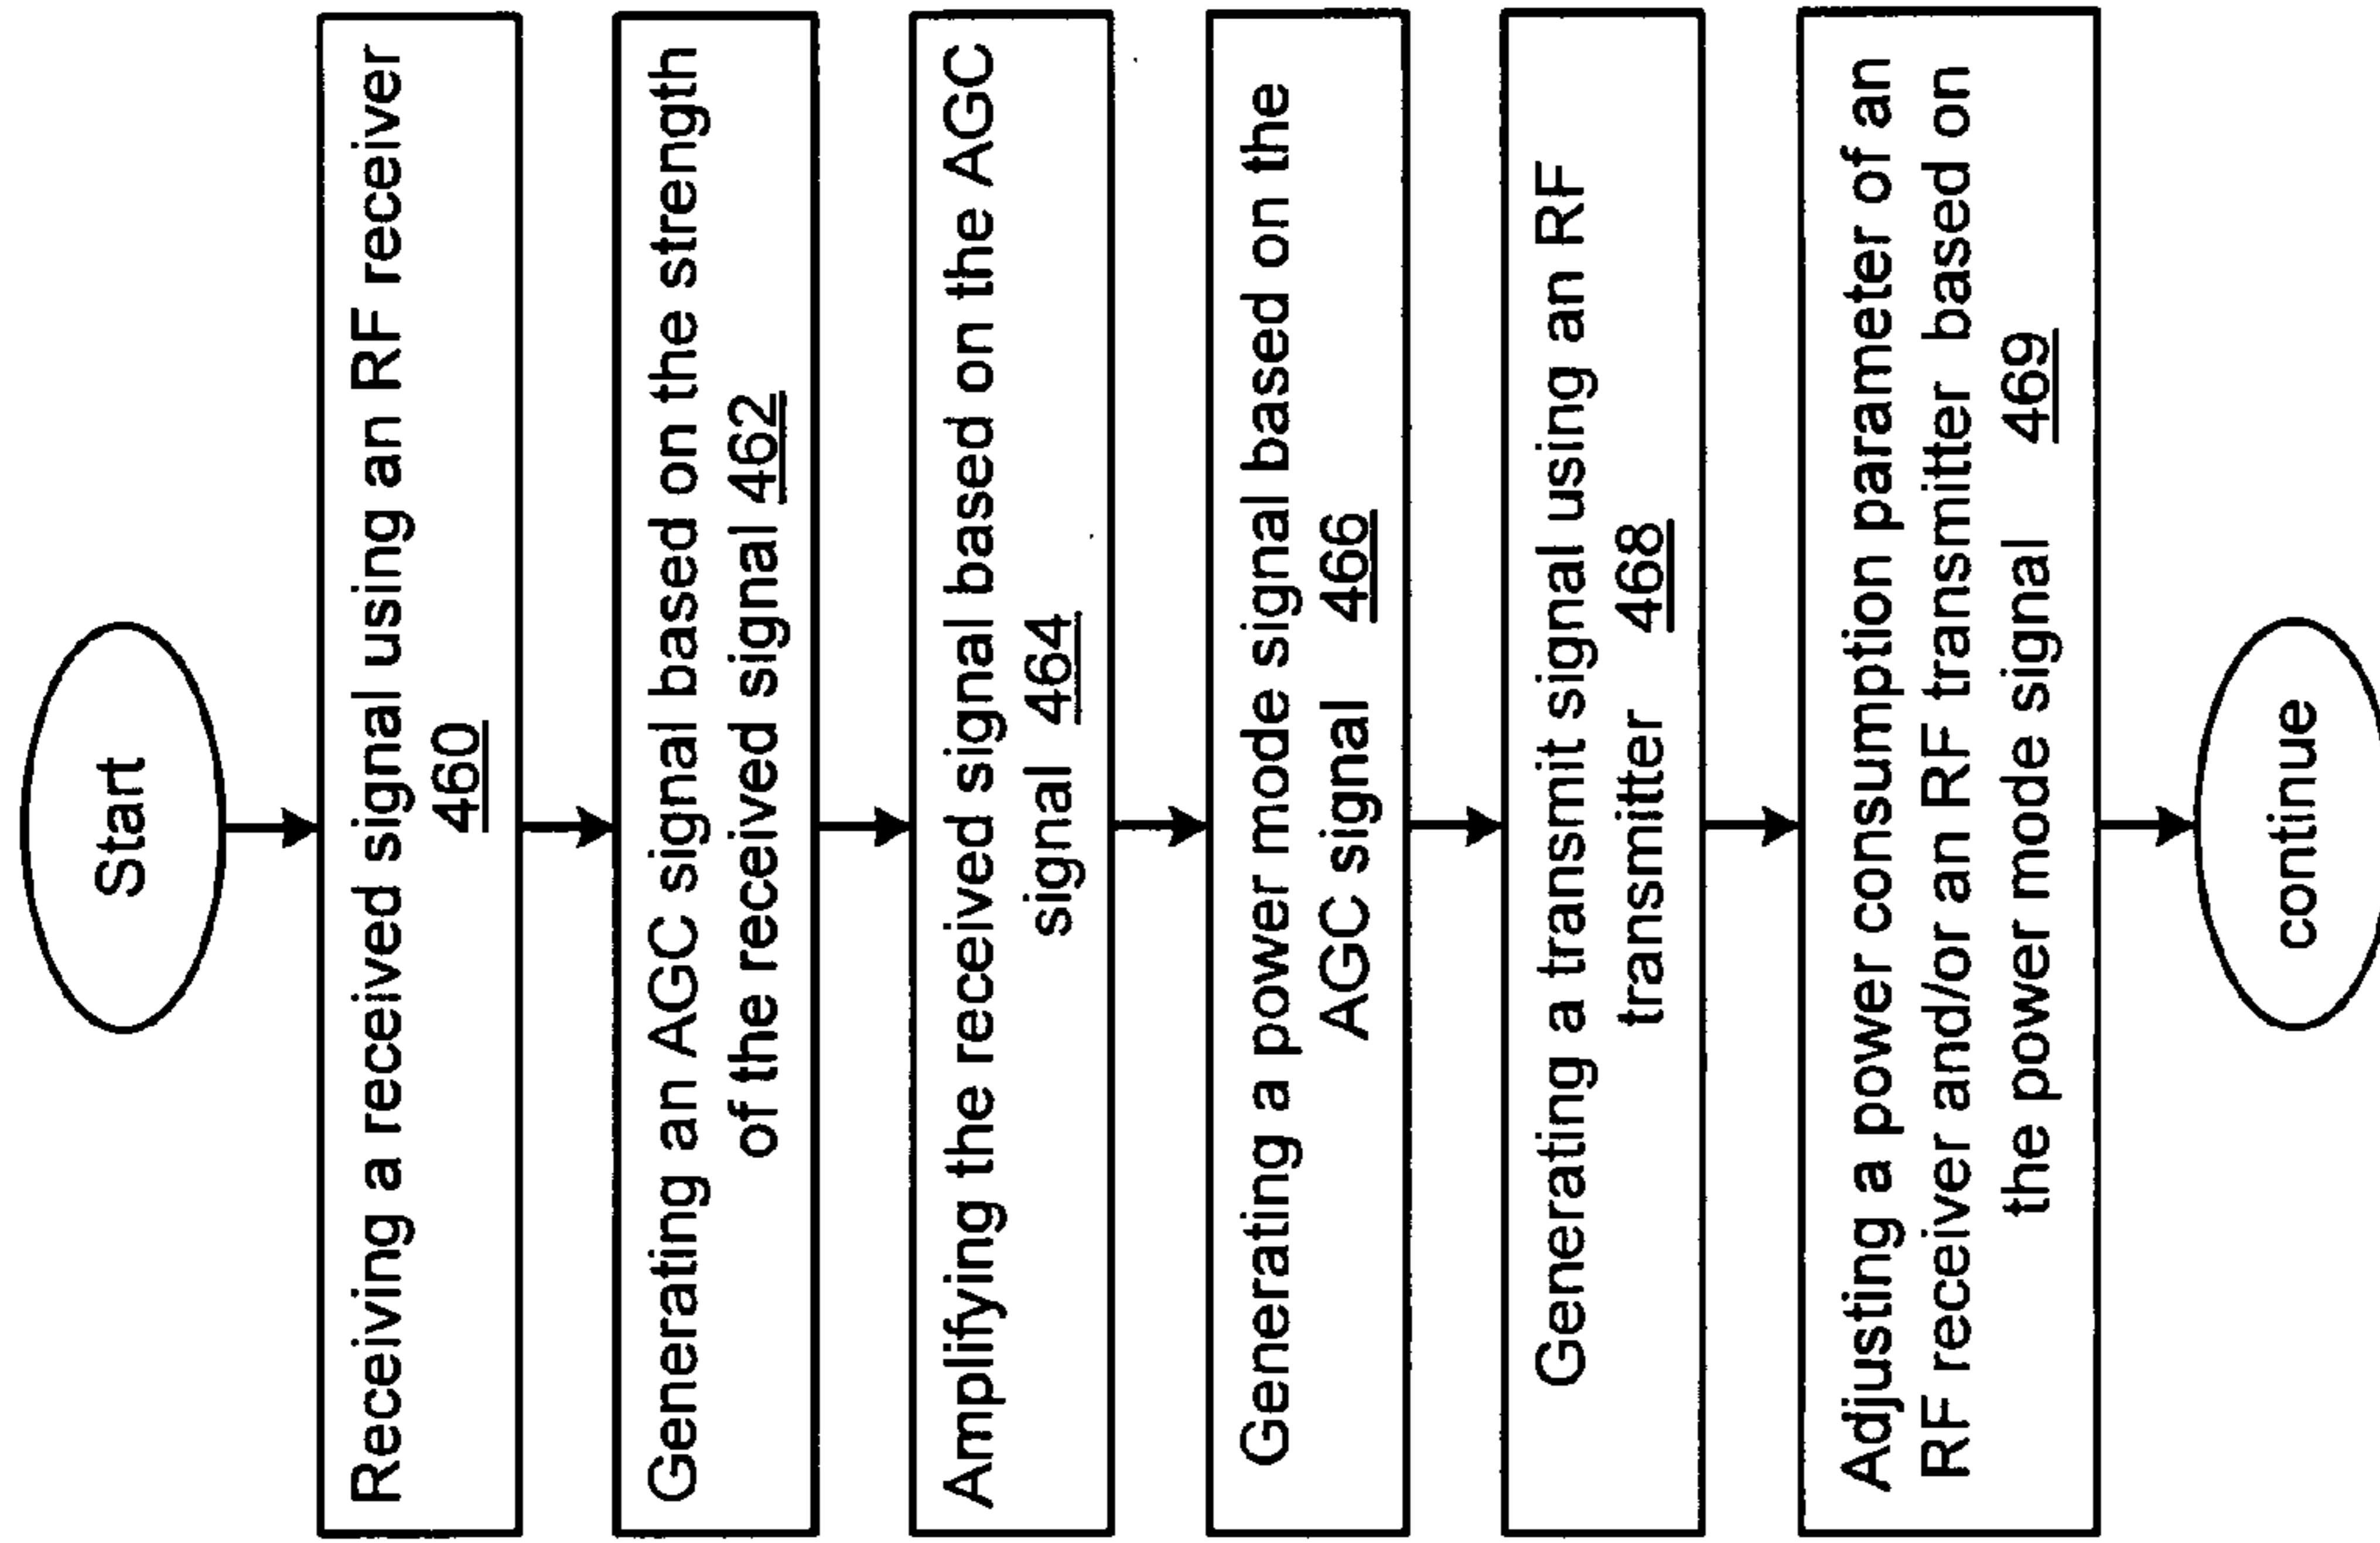 Start
Receiving a received signal using an RF receiver
460
Generating an AGC signal based on the strength
of the received signal 462
Amplifying the received signal based on the AGC
signal 464
Generating a power mode signal based on the
AGC signal 466
Generating a transmit signal using an RF
transmitter 468
Adjusting a power consumption parameter of an
RF receiver and/or an RF transmitter based on
the power mode signal 469
continue